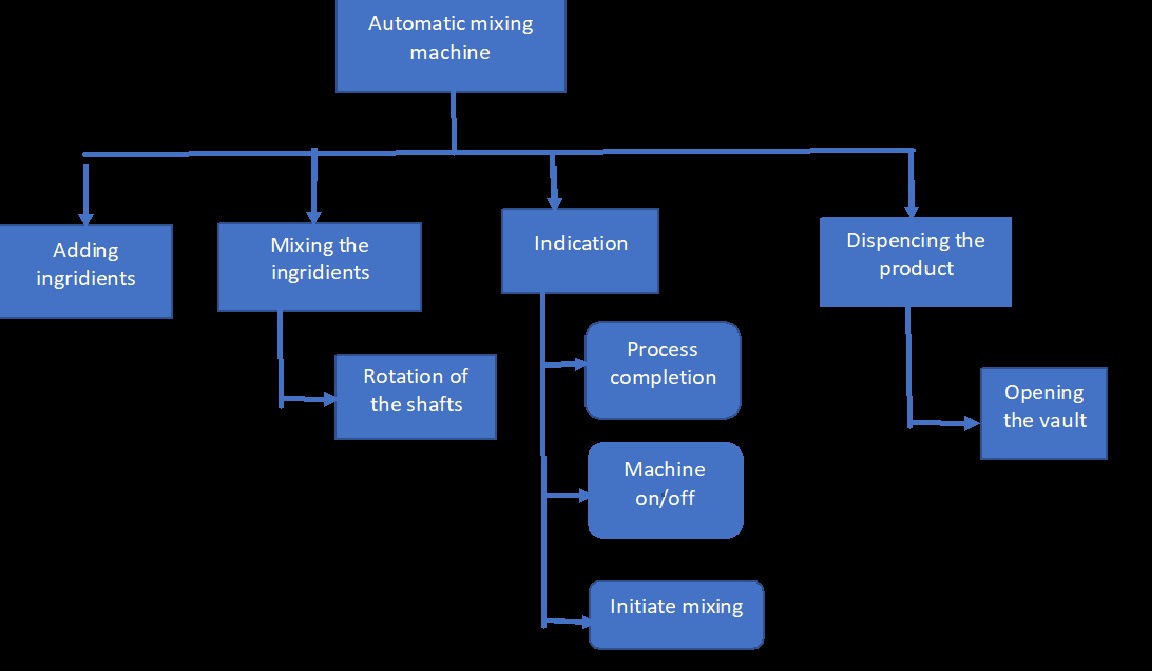 Automatic mixing
machine
Adding
ingridients
Mixing the
ingridients
Indication
Dispencing the
product
Rotation of
the shafts
Process
completion
Opening
the vault
Machine
on/off
Initiate mixing